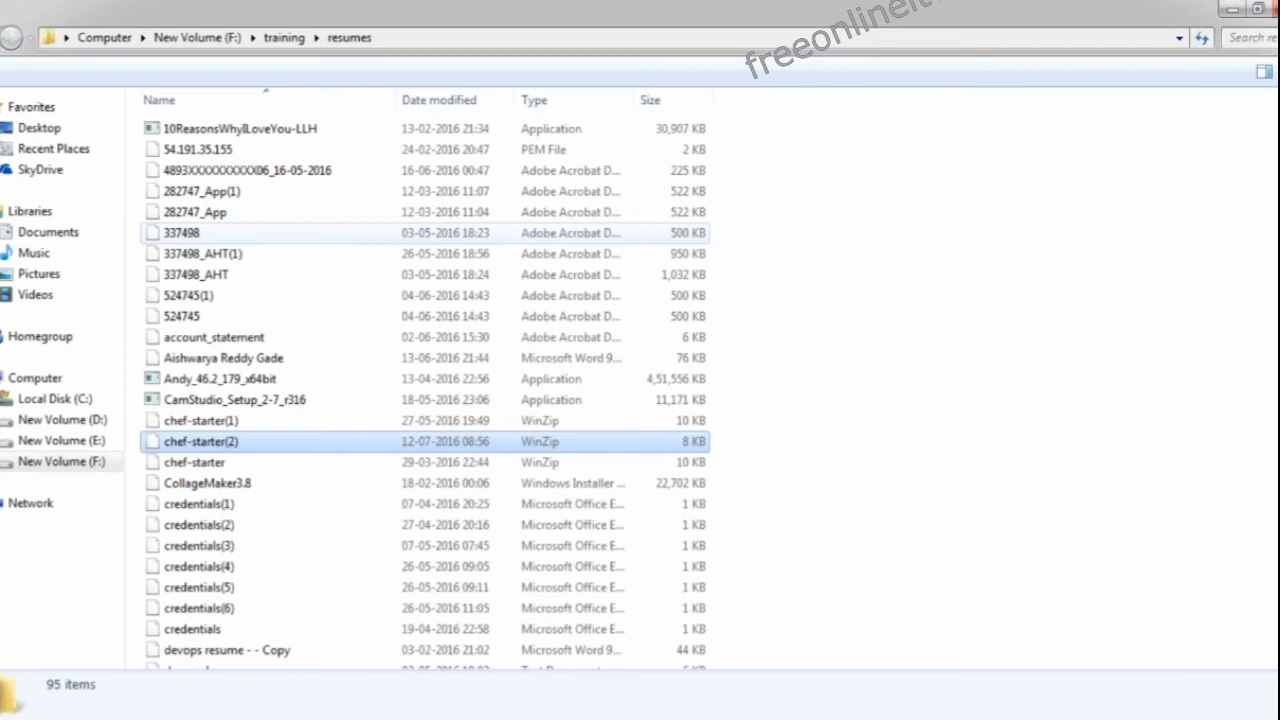 freeonlineit
Computer New Volume (F:) training resumes
Search re
Name Date modified Type Size
Favorites
Desktop
Recent Places
SkyDrive
Libraries
Documents
Music
Pictures
Videos
Homegroup
Computer
Local Disk (C:)
New Volume (D:)
New Volume (E:)
New Volume (F:)
Network
10ReasonsWhyILoveYou-LLH 13-02-2016 21:34 Application 30,907 KB
54.191.35.155 24-02-2016 20:47 PEM File 2 KB
4893XXXXXXXXXX06_16-05-2016 16-06-2016 00:47 Adobe Acrobat D... 225 KB
282747_App(1) 12-03-2016 11:07 Adobe Acrobat D... 522 KB
282747_App 12-03-2016 11:04 Adobe Acrobat D... 522 KB
337498 03-05-2016 18:23 Adobe Acrobat D... 500 KB
337498_AHT(1) 26-05-2016 18:56 Adobe Acrobat D... 950 KB
337498_AHT 03-05-2016 18:24 Adobe Acrobat D... 1,032 KB
524745(1) 04-06-2016 14:43 Adobe Acrobat D... 500 KB
524745 04-06-2016 14:43 Adobe Acrobat D... 500 KB
account_statement 02-06-2016 15:30 Adobe Acrobat D... 6 KB
Aishwarya Reddy Gade 13-06-2016 21:44 Microsoft Word 9... 76 KB
Andy_46.2_179_x64bit 13-04-2016 22:56 Application 4,51,556 KB
CamStudio_Setup_2-7_r316 18-05-2016 23:06 Application 11,171 KB
chef-starter(1) 27-05-2016 19:49 WinZip 10 KB
chef-starter(2) 12-07-2016 08:56 WinZip 8 KB
chef-starter 29-03-2016 22:44 WinZip 10 KB
CollageMaker3.8 18-02-2016 00:06 Windows Installer ... 22,702 KB
credentials(1) 07-04-2016 20:25 Microsoft Office E... 1 KB
credentials(2) 27-04-2016 20:16 Microsoft Office E... 1 KB
credentials(3) 07-05-2016 07:45 Microsoft Office E... 1 KB
credentials(4) 26-05-2016 09:05 Microsoft Office E... 1 KB
credentials(5) 26-05-2016 09:11 Microsoft Office E... 1 KB
credentials(6) 26-05-2016 11:05 Microsoft Office E... 1 KB
credentials 19-04-2016 22:58 Microsoft Office E... 1 KB
devops resume - - Copy 03-02-2016 21:02 Microsoft Word 9... 44 KB
95 items